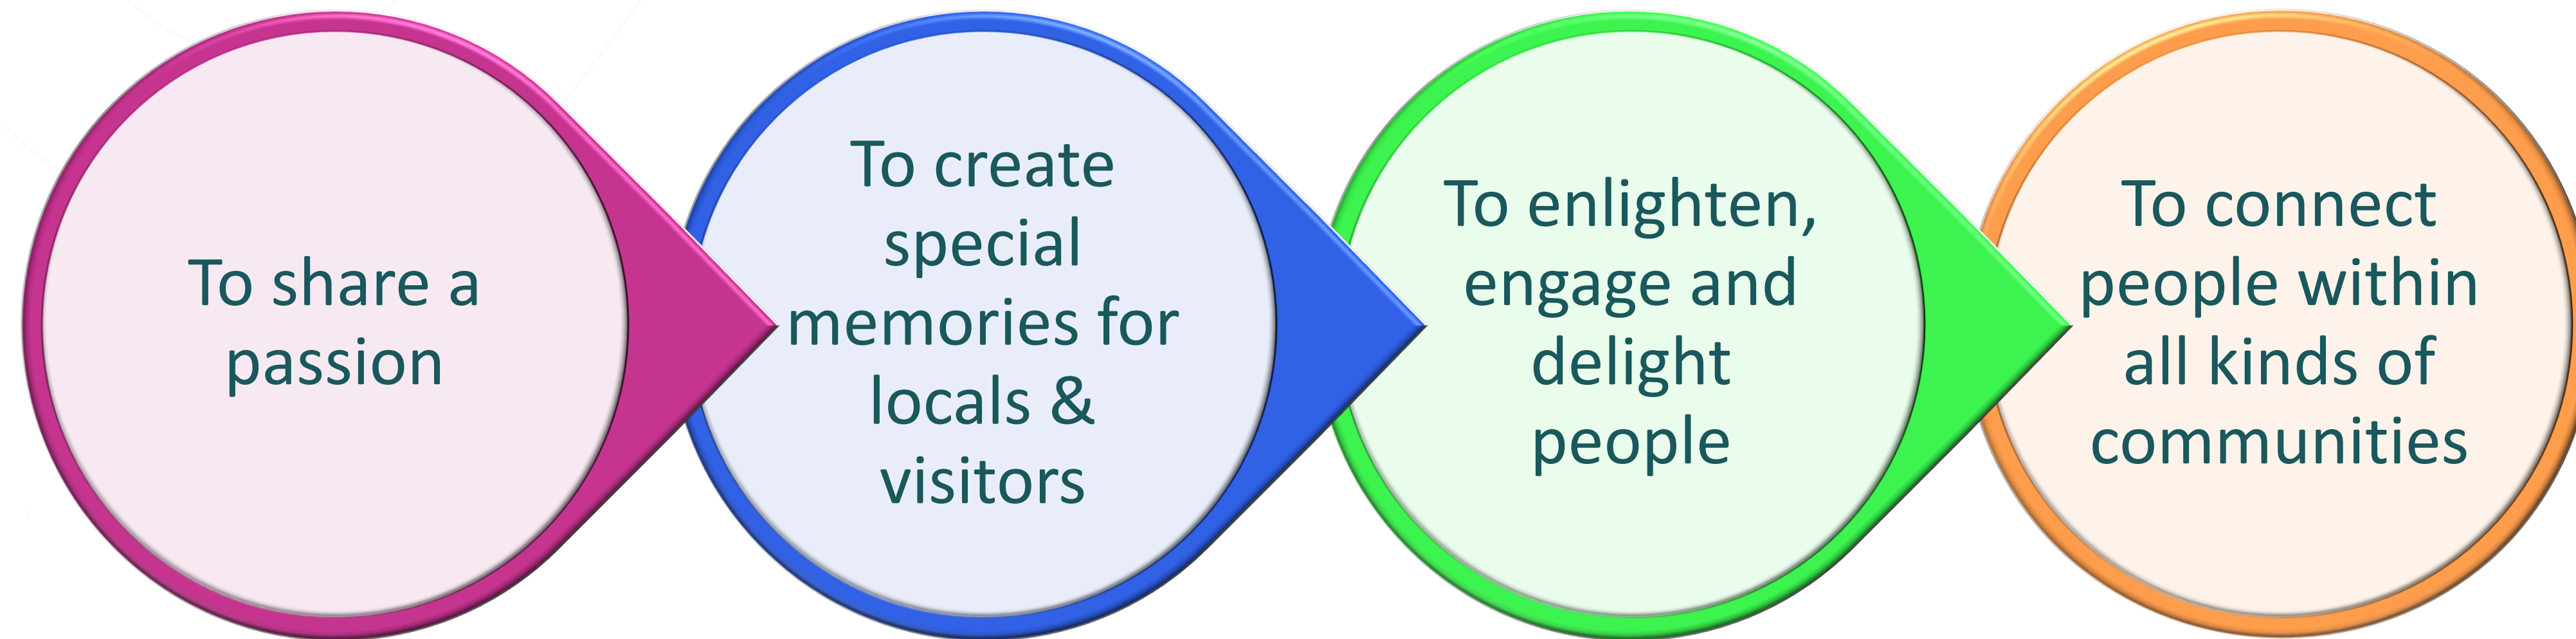 To share a
passion
To create
special
memories for
locals &
visitors
To enlighten,
engage and
delight
people
To connect
people within
all kinds of
communities